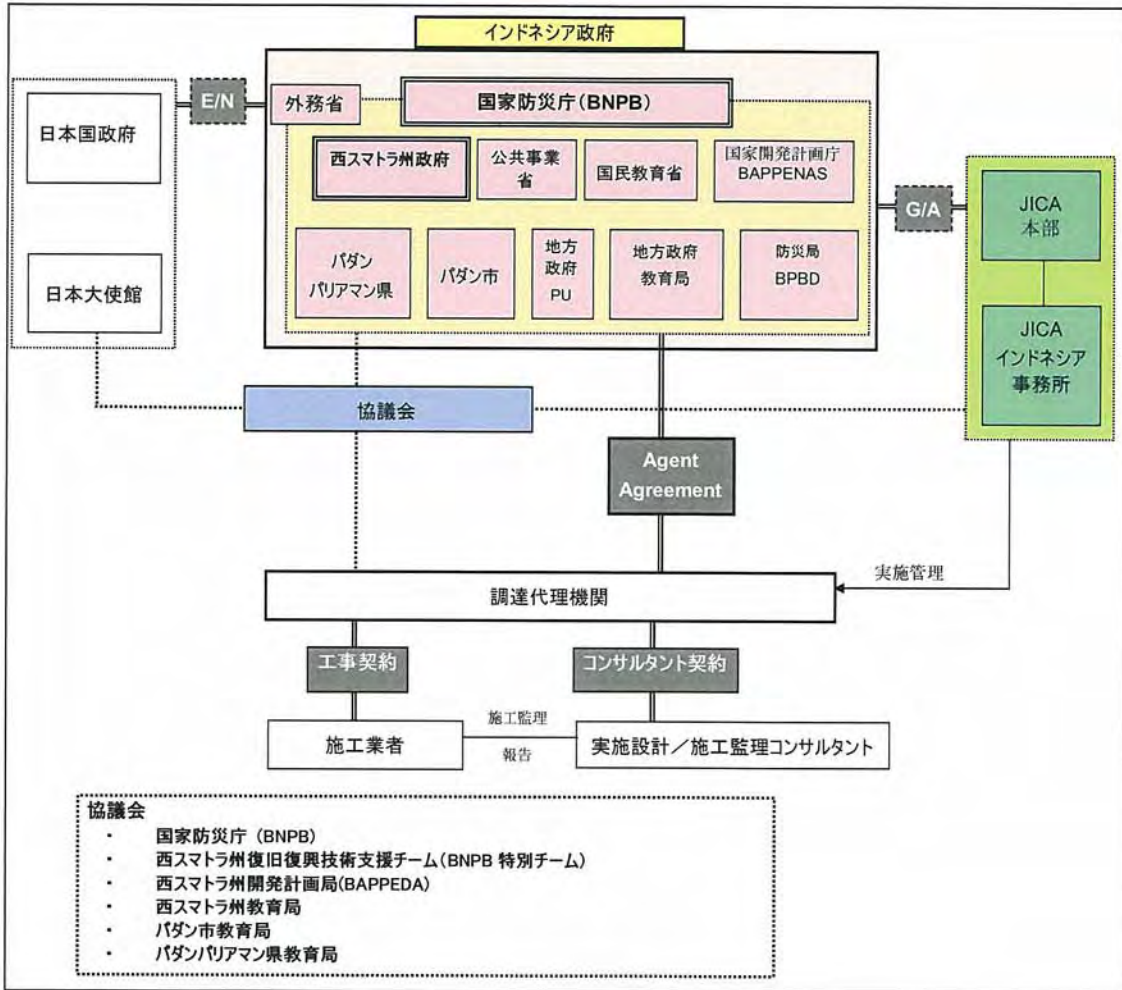 インドネシア政府
E/N
外務省
国家防災庁(BNPB)
日本国政府
西スマトラ州政府
公共事業
省
国民教育省
国家開発計画庁
BAPPENAS
G/A
JICA
本部
日本大使館
パダン
パリアマン県
パダン市
地方
政府
PU
地方政府
教育局
防災局
BPBD
JICA
インドネシア
事務所
協議会
Agent
Agreement
実施管理
調達代理機関
工事契約
コンサルタント契約
施工業者
施工監理
報告
実施設計／施工監理コンサルタント
協議会
・ 国家防災庁 (BNPB)
・ 西スマトラ州復旧復興技術支援チーム(BNPB 特別チーム)
・ 西スマトラ州開発計画局(BAPPEDA)
・ 西スマトラ州教育局
・ パダン市教育局
・ パダンパリアマン県教育局